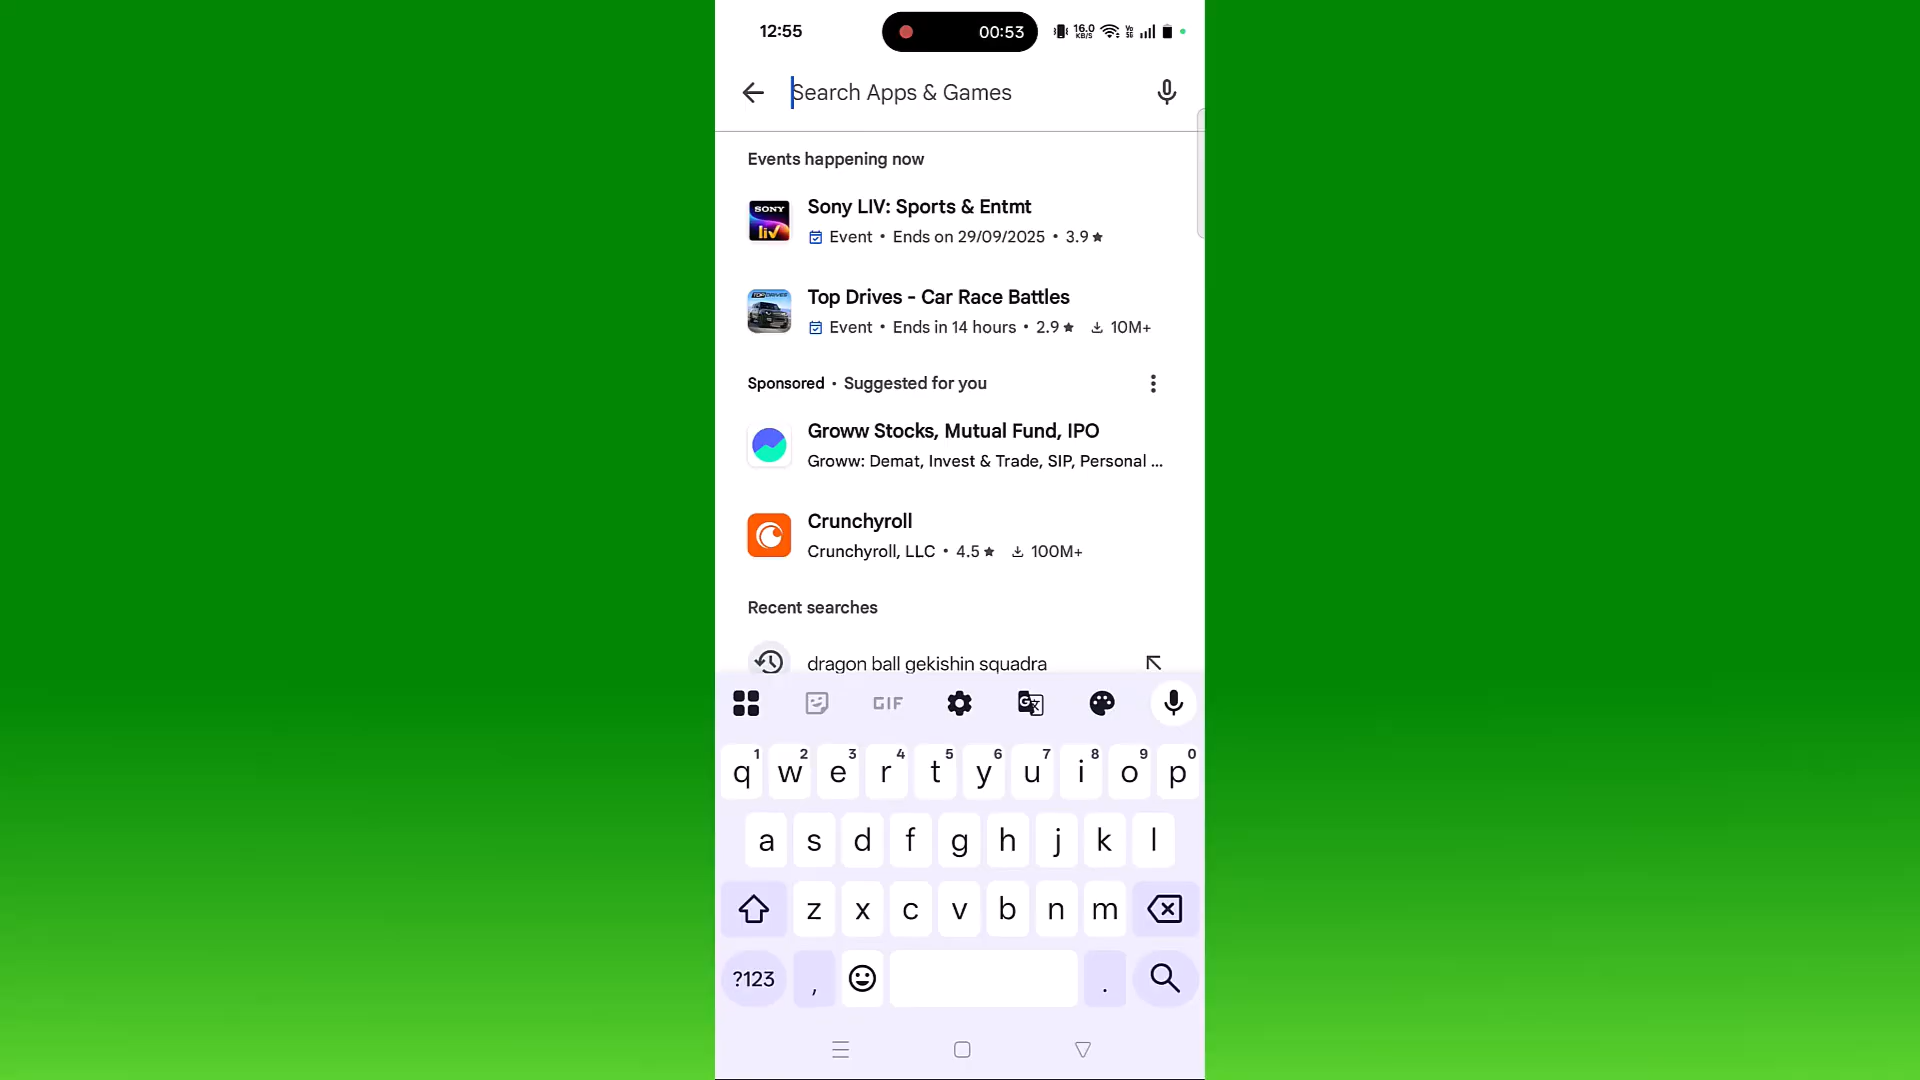 12:55
00:53
16.0
KB/S
Search Apps & Games
Events happening now
Sony LIV: Sports & Entmt
Event • Ends on 29/09/2025 • 3.9
Top Drives - Car Race Battles
Event • Ends in 14 hours • 2.9 10M+
Sponsored • Suggested for you
Groww Stocks, Mutual Fund, IPO
Groww: Demat, Invest & Trade, SIP, Personal ...
Crunchyroll
Crunchyroll, LLC • 4.5 100M+
Recent searches
dragon ball gekishin squadra
GIF
1 2 3 4 5 6 7 8 9 0
q w e r t y u i o p
a s d f g h j k l
z x c v b n m
?123 , .